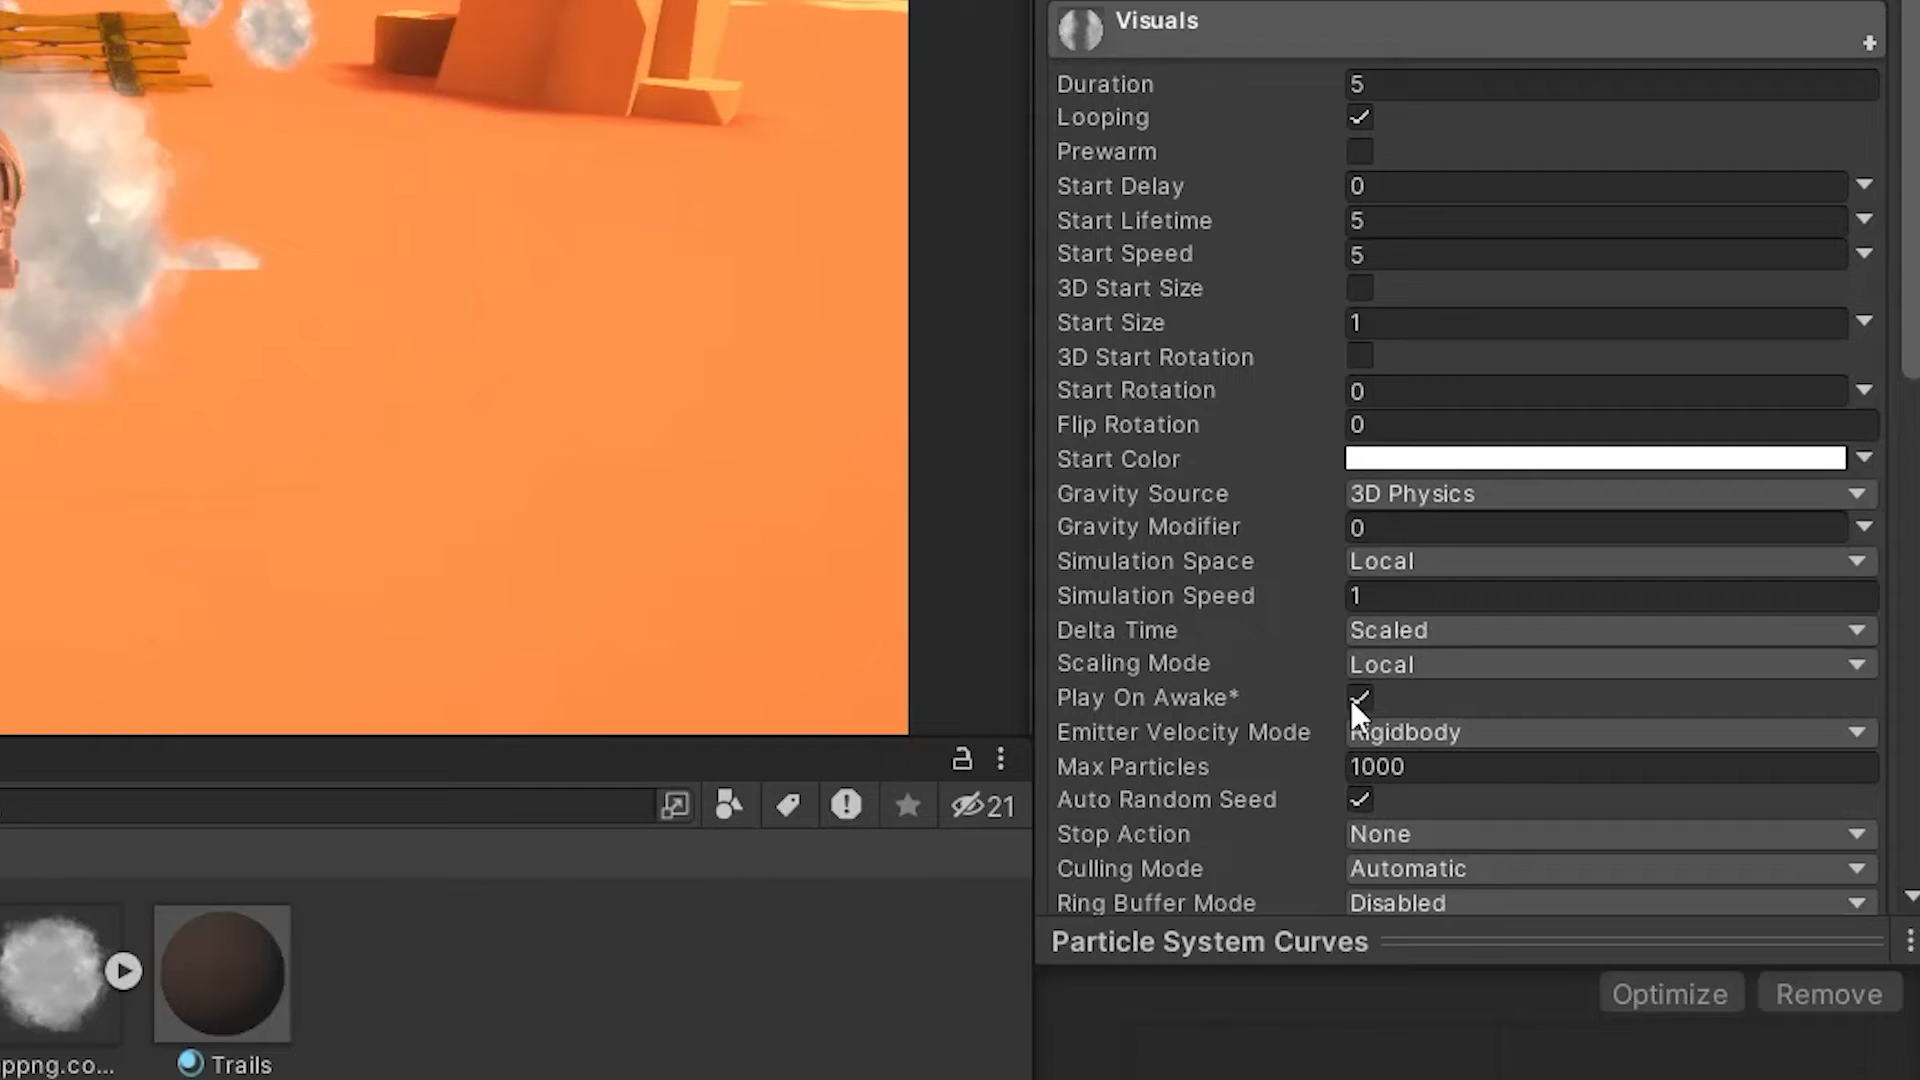 Visuals
Duration 5
Looping
Prewarm
Start Delay 0
Start Lifetime 5
Start Speed 5
3D Start Size
Start Size 1
3D Start Rotation
Start Rotation 0
Flip Rotation 0
Start Color
Gravity Source 3D Physics
Gravity Modifier 0
Simulation Space Local
Simulation Speed 1
Delta Time Scaled
Scaling Mode Local
Play On Awake*
Emitter Velocity Mode Rigidbody
Max Particles 1000
Auto Random Seed
Stop Action None
Culling Mode Automatic
Ring Buffer Mode Disabled
Particle System Curves
Optimize Remove
21
ppng.co...
Trails